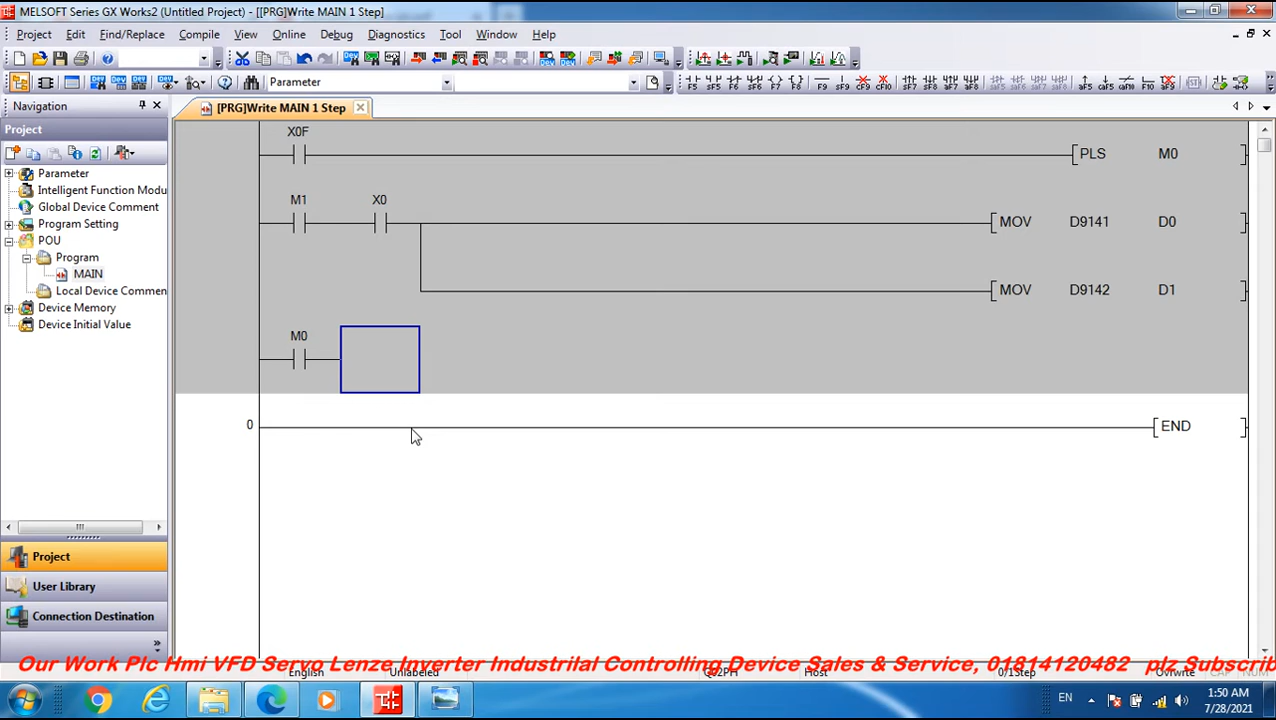 MELSOFT Series GX Works2 (Untitled Project) - [[PRG]Write MAIN 1 Step]
Project Edit Find/Replace Compile View Online Debug Diagnostics Tool Window Help
Parameter
Navigation
[PRG]Write MAIN 1 Step
Project
Parameter
Intelligent Function Modu
Global Device Comment
Program Setting
POU
Program
MAIN
Local Device Commen
Device Memory
Device Initial Value
X0F
PLS M0
M1 X0
MOV D9141 D0
MOV D9142 D1
M0
0
END
Project
User Library
Connection Destination
English Unlabeled Host 0/1Step Ovrwrte CAP NUM
Our Work Plc Hmi VFD Servo Lenze Inverter Industrilal Controlling Device Sales & Service, 01814120482 plz Subscrib
EN
1:50 AM
7/28/2021